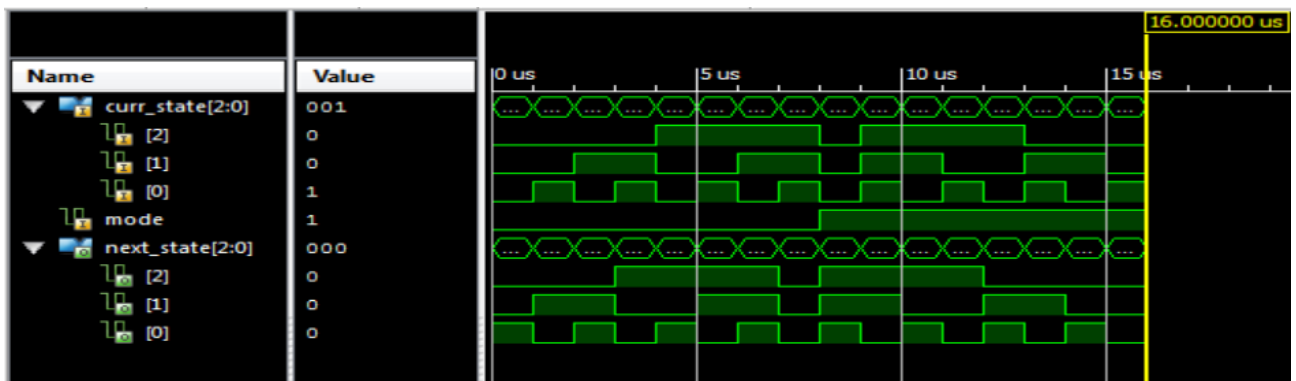 16.000000 us
Name Value
0 us 5 us 10 us 15 us
curr_state[2:0] 001 ... ... ... ... ... ... ... ... ... ... ... ... ... ... ... ...
[2] 0
[1] 0
[0] 1
mode 1
next_state[2:0] 000 ... ... ... ... ... ... ... ... ... ... ... ... ... ... ... ...
[2] 0
[1] 0
[0] 0